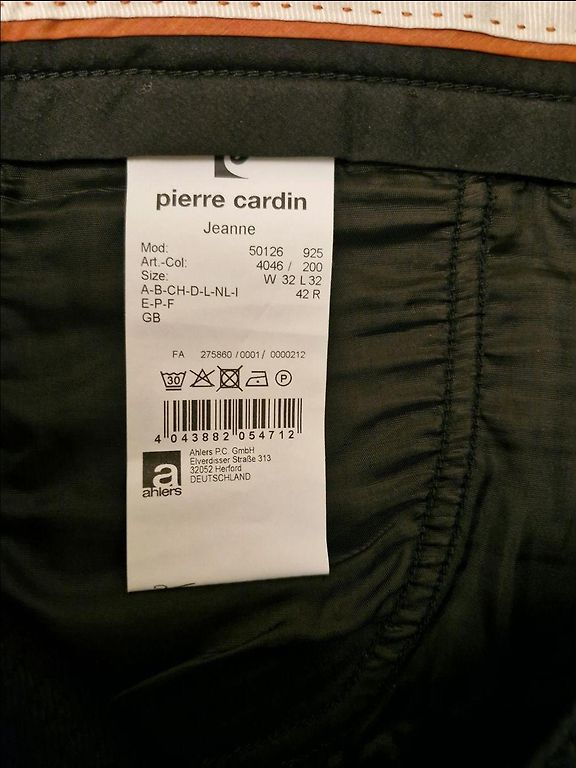 pierre cardin
Jeanne
Mod: 50126 925
Art.-Col: 4046 / 200
Size: W 32 L 32
A-B-CH-D-L-NL-I 42 R
E-P-F
GB
FA 275860 / 0001 / 0000212
30 P
4 043882 054712
a
ahlers
Ahlers P.C. GmbH
Elverdisser Straße 313
32052 Herford
DEUTSCHLAND